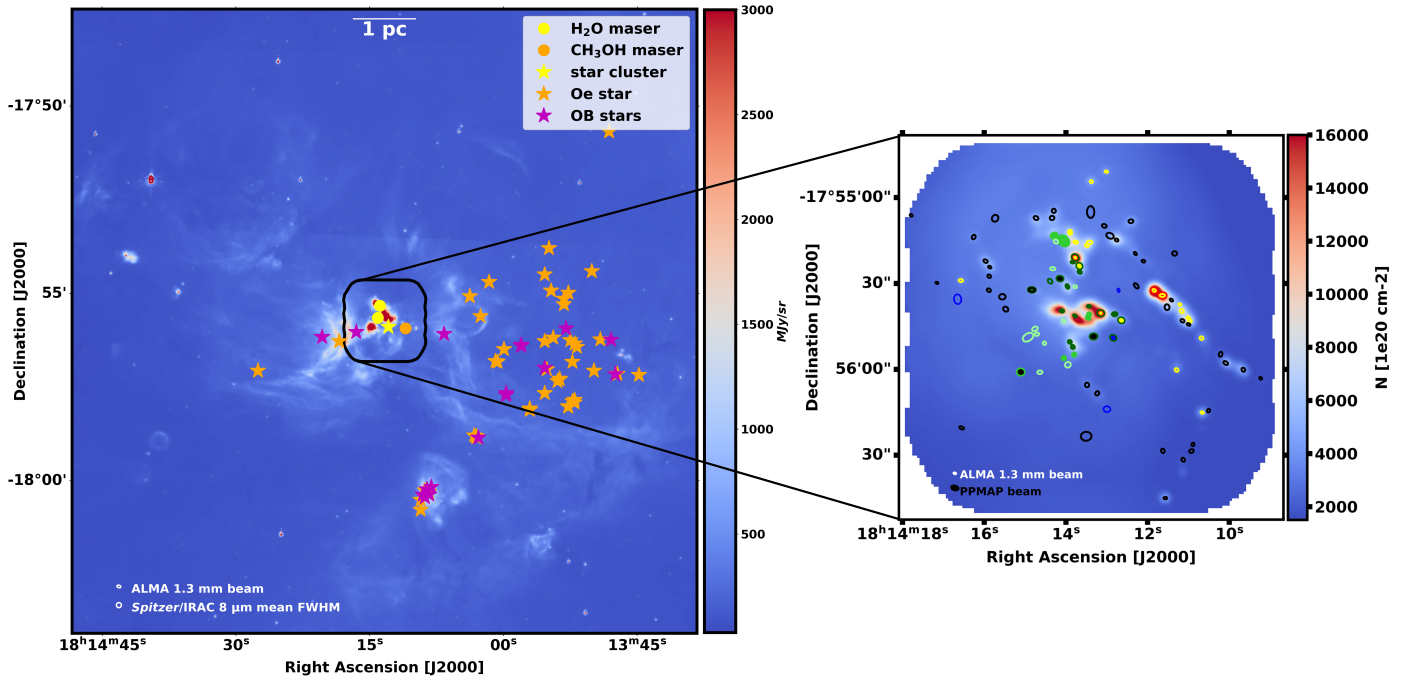 1 pc
H₂O maser
CH₃OH maser
star cluster
Oe star
OB stars
-17°50'
55'
-18°00'
Declination [J2000]
ALMA 1.3 mm beam
Spitzer/IRAC 8 μm mean FWHM
18ʰ14ᵐ45ˢ
30ˢ
15ˢ
00ˢ
13ᵐ45ˢ
Right Ascension [J2000]
3000
2500
2000
1500
1000
500
MJy/sr
-17°55'00"
30"
56'00"
30"
Declination [J2000]
ALMA 1.3 mm beam
PPMAP beam
18ʰ14ᵐ18ˢ
16ˢ
14ˢ
12ˢ
10ˢ
Right Ascension [J2000]
16000
14000
12000
10000
8000
6000
4000
2000
N [1e20 cm-2]